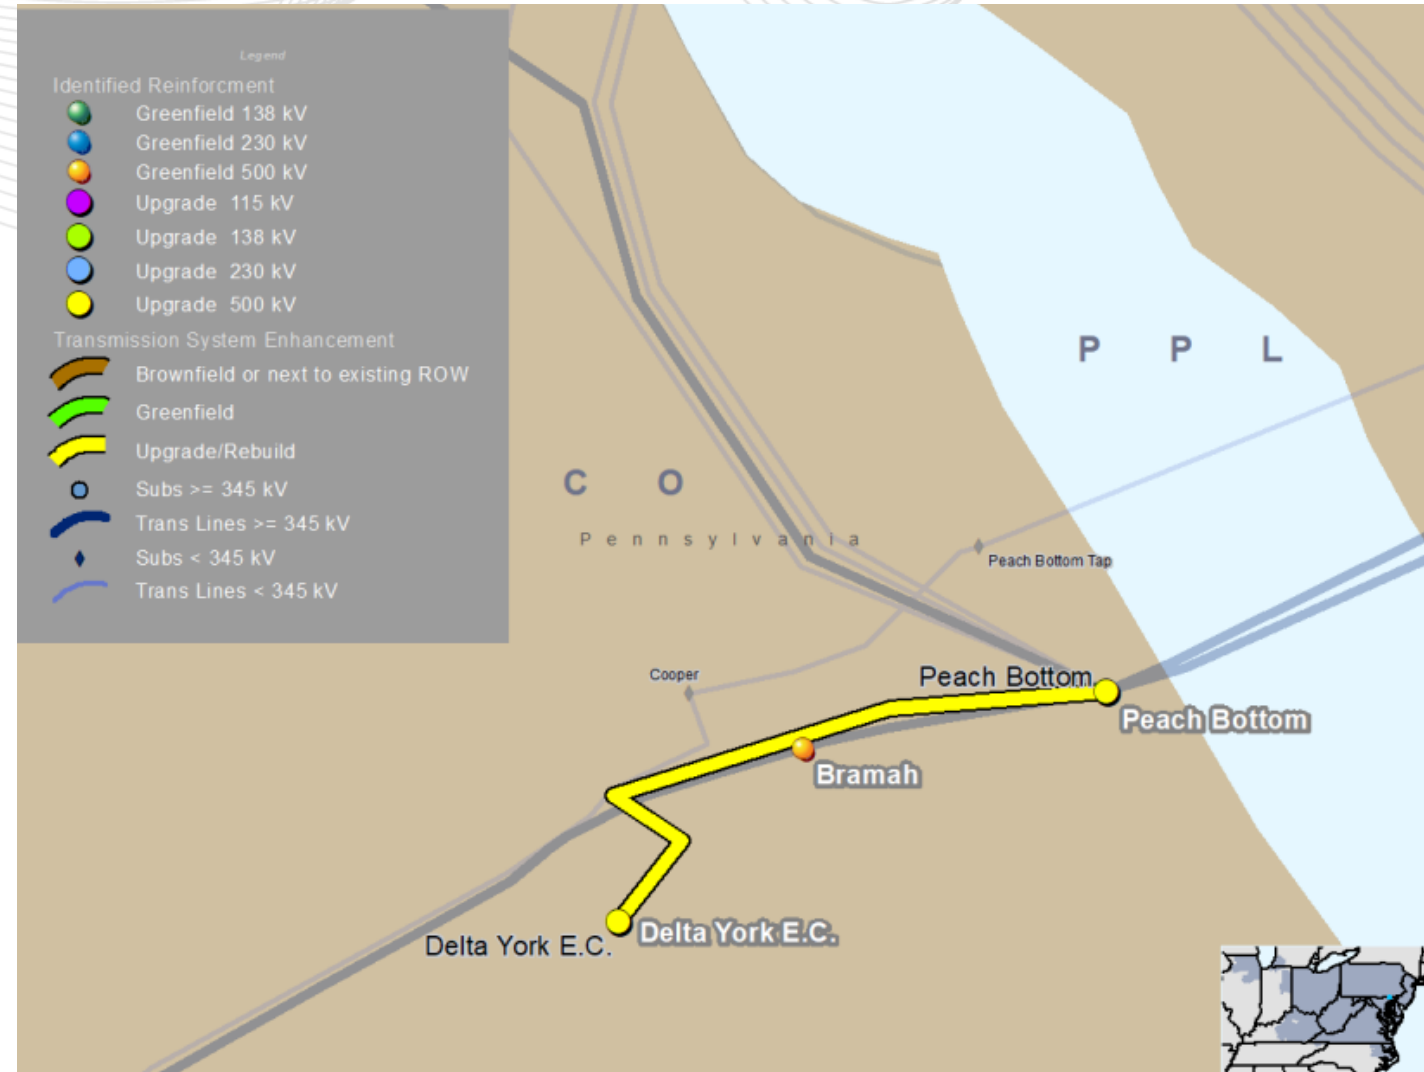 Legend
Identified Reinforcment
Greenfield 138 kV
Greenfield 230 kV
Greenfield 500 kV
Upgrade 115 kV
Upgrade 138 kV
Upgrade 230 kV
Upgrade 500 kV
Transmission System Enhancement
Brownfield or next to existing ROW
Greenfield
Upgrade/Rebuild
Subs >= 345 kV
Trans Lines >= 345 kV
Subs < 345 kV
Trans Lines < 345 kV
P P L
C O
Pennsylvania
Peach Bottom Tap
Cooper
Peach Bottom
Peach Bottom
Bramah
Delta York E.C.
Delta York E.C.